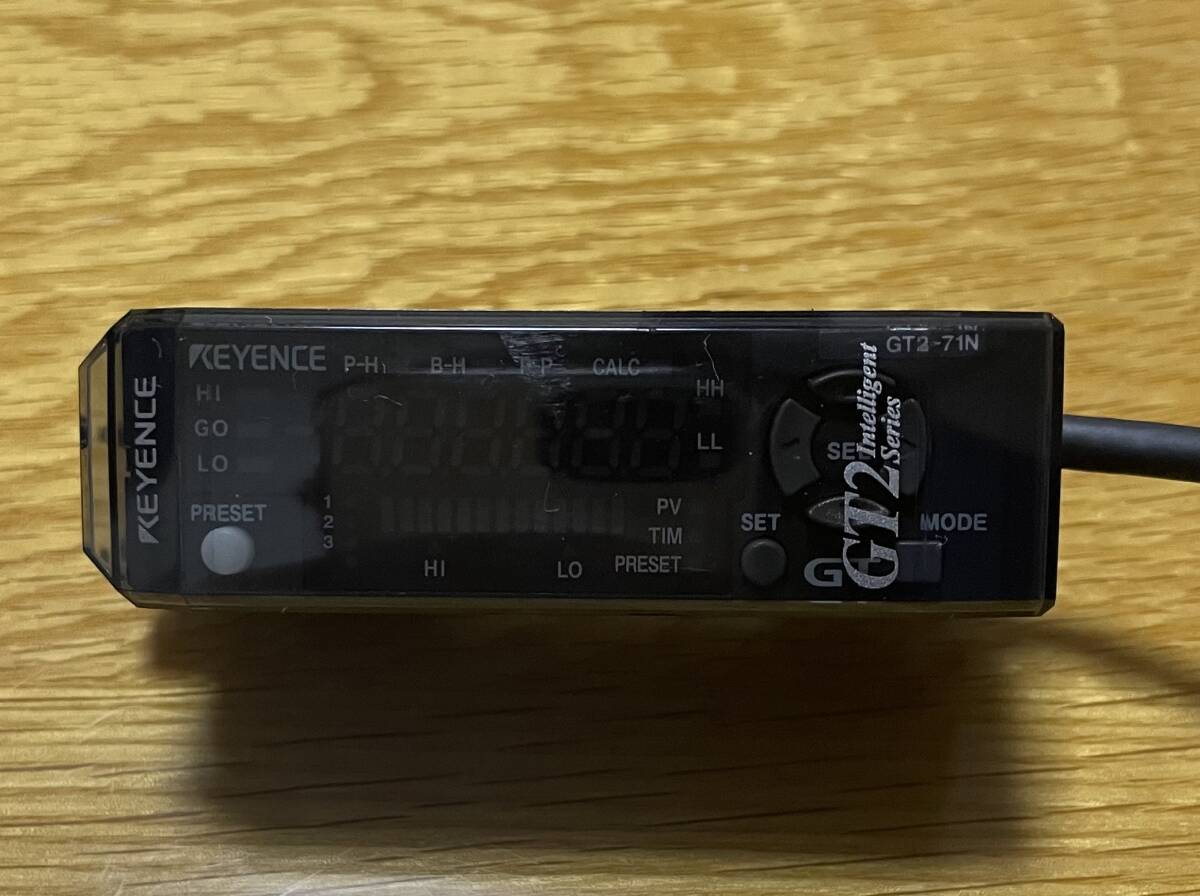 KEYENCE
KEYENCE
P-H
B-H
T-P
CALC
GT2-71N
HI
GO
LO
HH
LL
PRESET
1
2
3
PV
TIM
PRESET
HI
LO
SET
MODE
GT2 Intelligent
Series